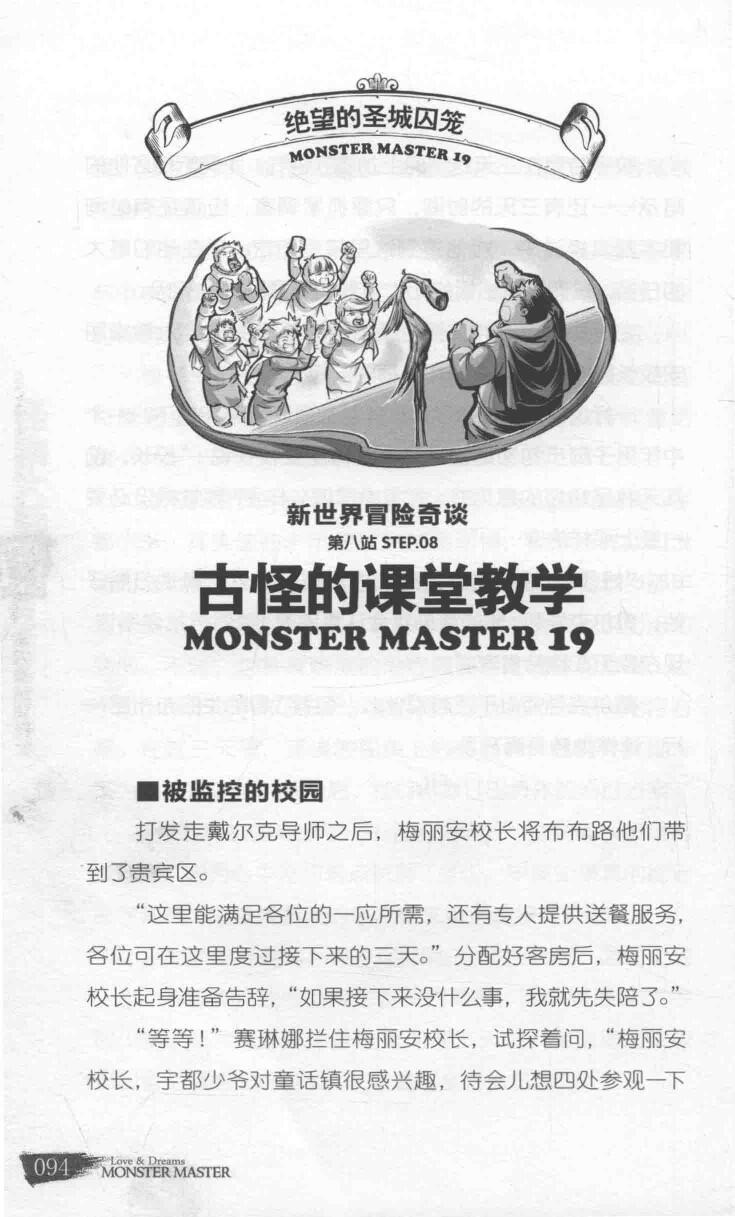 绝望的圣城囚笼
MONSTER MASTER 19
新世界冒险奇谈
第八站 STEP.08
古怪的课堂教学
MONSTER MASTER 19
■被监控的校园
打发走戴尔克导师之后，梅丽安校长将布布路他们带
到了贵宾区。
“这里能满足各位的一应所需，还有专人提供送餐服务，
各位可在这里度过接下来的三天。”分配好客房后，梅丽安
校长起身准备告辞，“如果接下来没什么事，我就先失陪了。”
“等等！”赛琳娜拦住梅丽安校长，试探着问，“梅丽安
校长，宇都少爷对童话镇很感兴趣，待会儿想四处参观一下
094
Love & Dreams
MONSTER MASTER